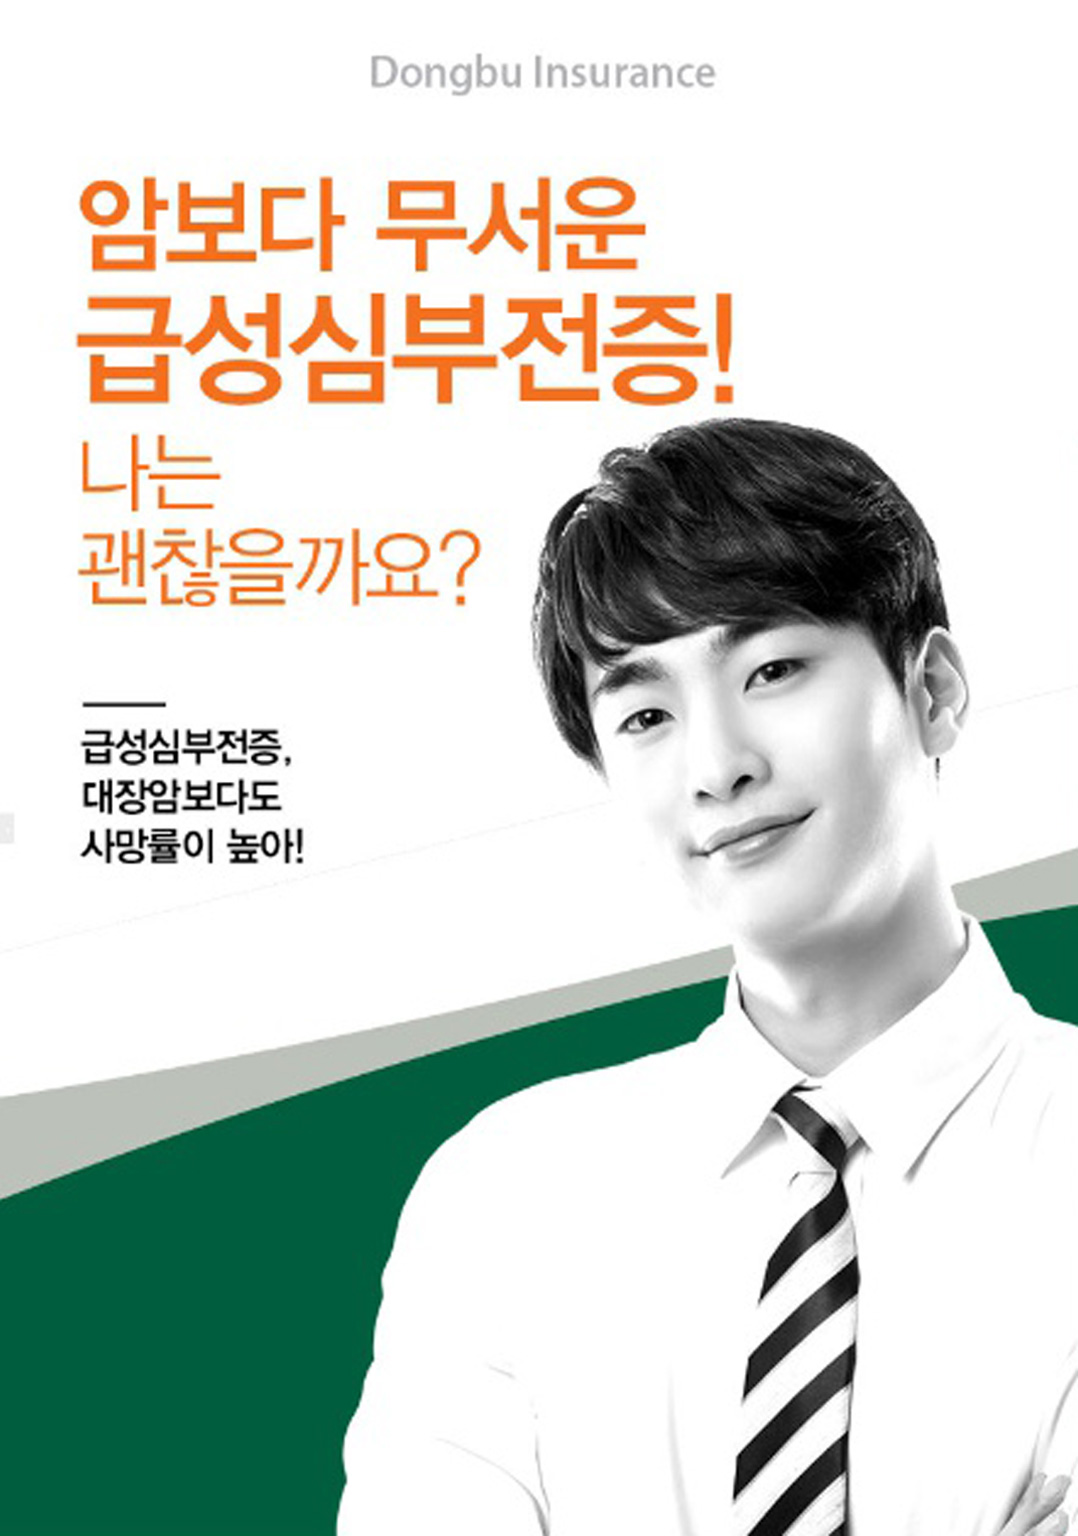 Dongbu Insurance
암보다 무서운
급성심부전증!
나는
괜찮을까요?
급성심부전증,
대장암보다도
사망률이 높아!